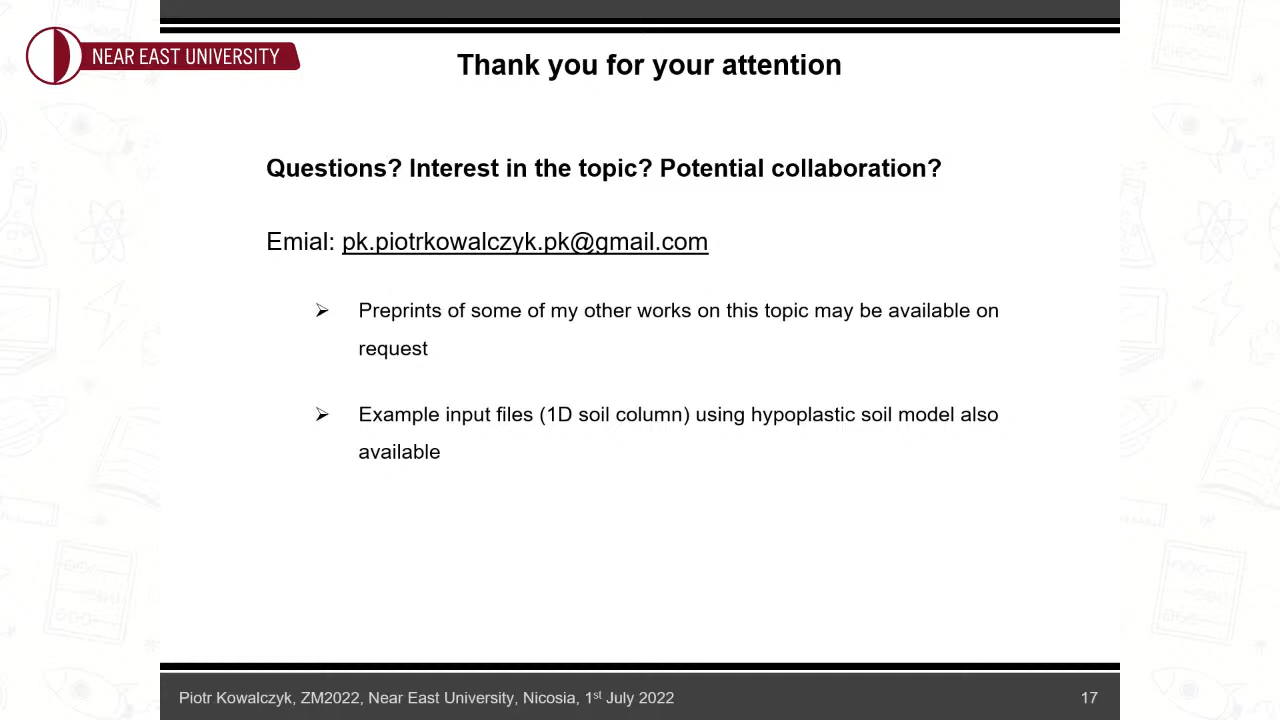 NEAR EAST UNIVERSITY
Thank you for your attention
Questions? Interest in the topic? Potential collaboration?
Emial: pk.piotrkowalczyk.pk@gmail.com
➢ Preprints of some of my other works on this topic may be available on
request
➢ Example input files (1D soil column) using hypoplastic soil model also
available
Piotr Kowalczyk, ZM2022, Near East University, Nicosia, 1st July 2022
17